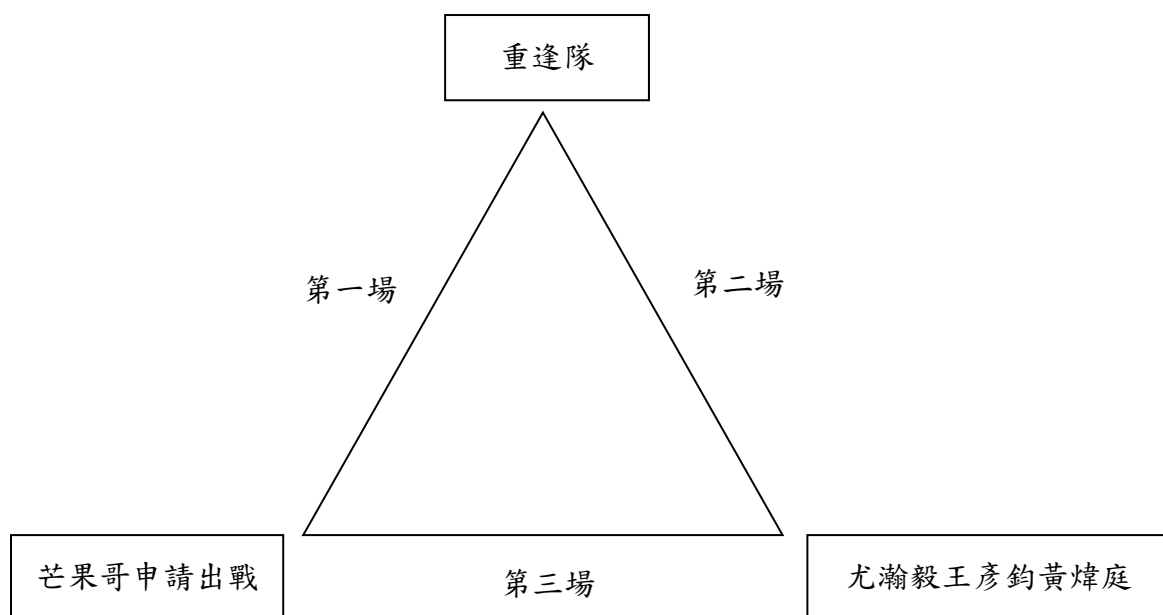 重逢隊
第一場
第二場
芒果哥申請出戰
第三場
尤瀚毅王彥鈞黃煒庭